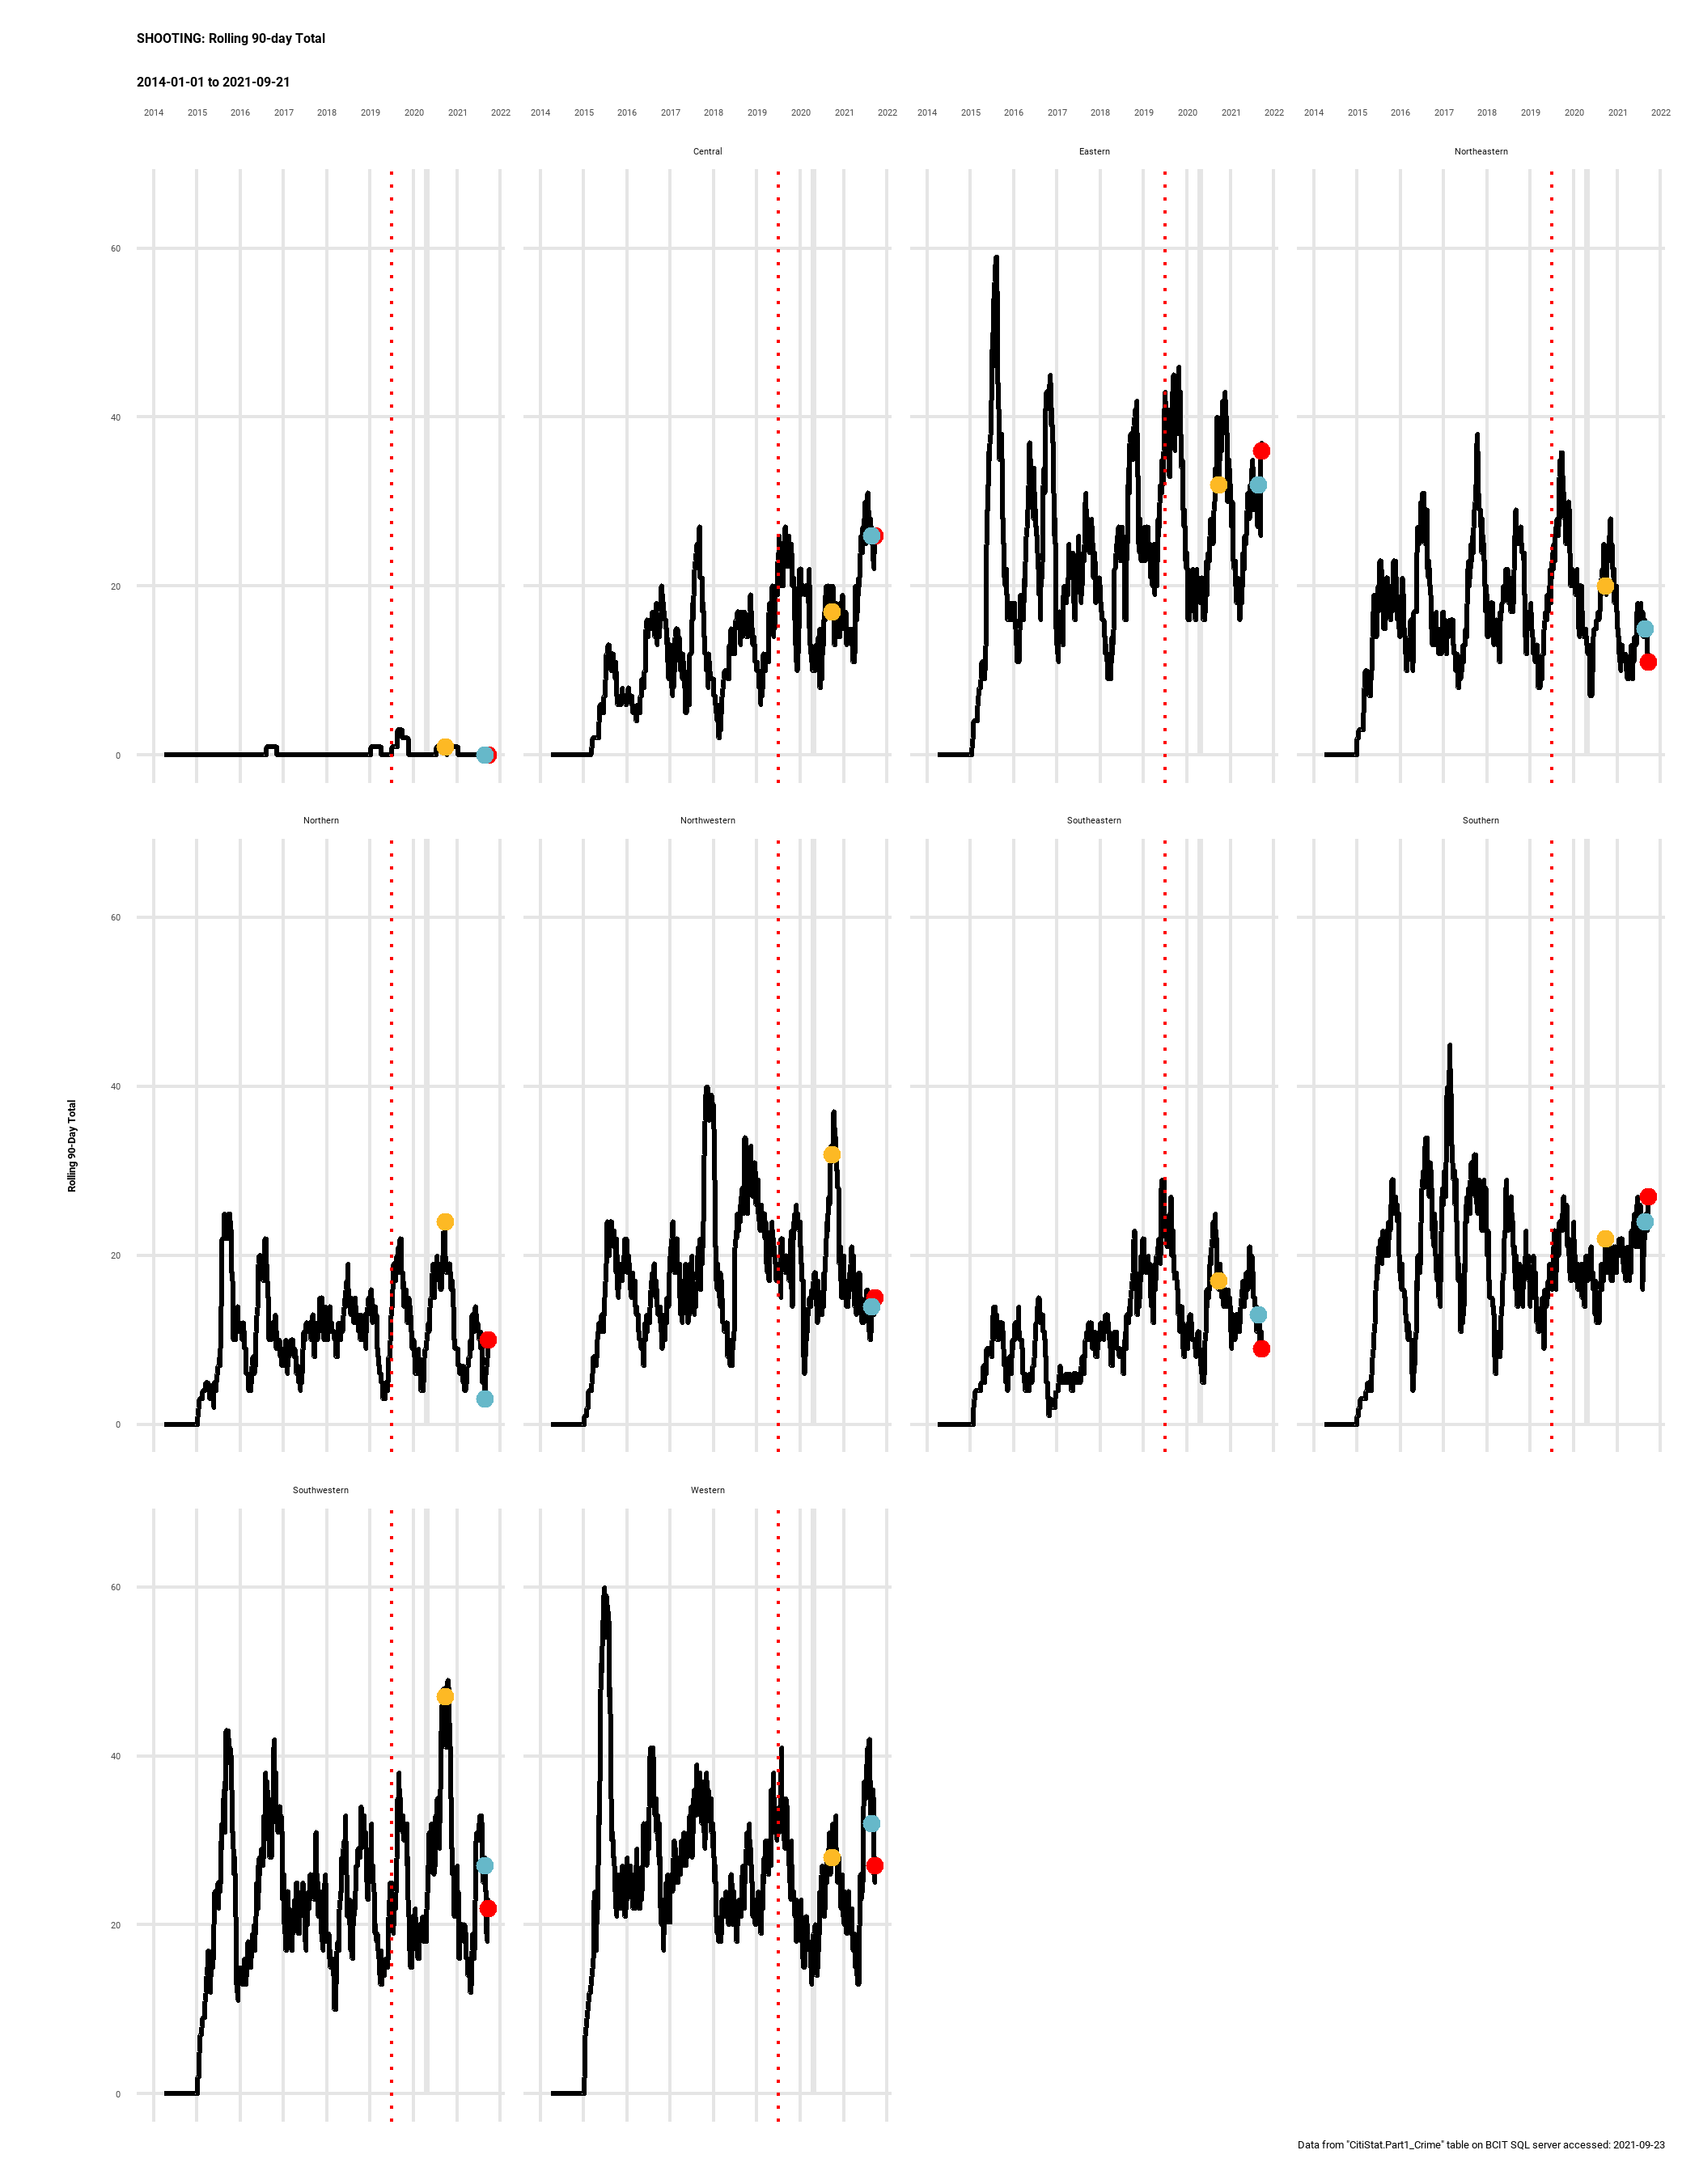 SHOOTING: Rolling 90-day Total
2014-01-01 to 2021-09-21
2014 2015 2016 2017 2018 2019 2020 2021 2022 2014 2015 2016 2017 2018 2019 2020 2021 2022 2014 2015 2016 2017 2018 2019 2020 2021 2022 2014 2015 2016 2017 2018 2019 2020 2021 2022
Central Eastern Northeastern
60
40
20
0
Northern Northwestern Southeastern Southern
60
40
20
0
Rolling 90-Day Total
Southwestern Western
60
40
20
0
Data from "CitiStat.Part1_Crime" table on BCIT SQL server accessed: 2021-09-23